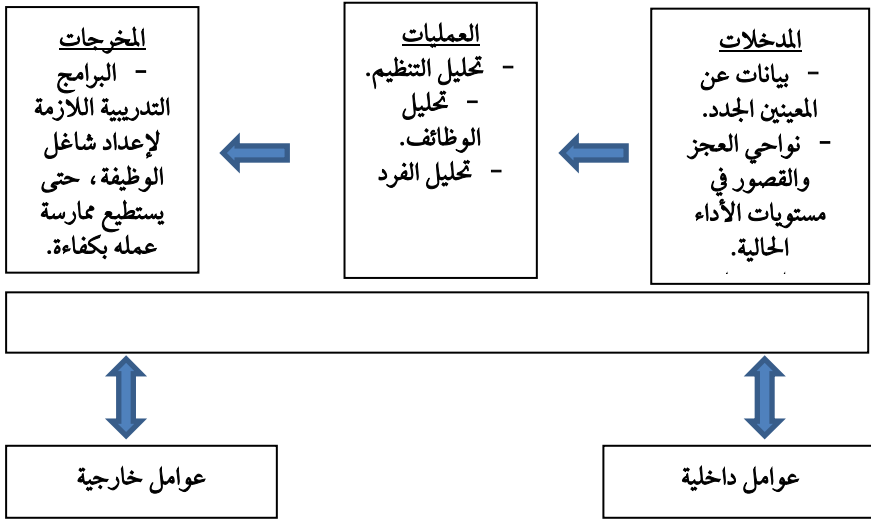 المدخلات
- بيانات عن
المعينين الجدد.
- نواحي العجز
والقصور في
مستويات الأداء
الحالية.
العمليات
- تحليل التنظيم.
- تحليل
الوظائف.
- تحليل الفرد
المخرجات
- البرامج
التدريبية اللازمة
لإعداد شاغل
الوظيفة، حتى
يستطيع ممارسة
عمله بكفاءة.
عوامل داخلية
عوامل خارجية